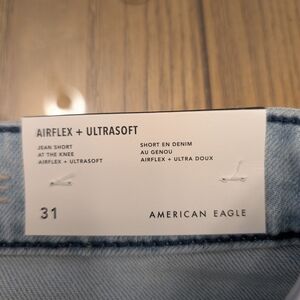 AIRFLEX + ULTRASOFT
JEAN SHORT
AT THE KNEE
AIRFLEX + ULTRASOFT
SHORT EN DENIM
AU GENOU
AIRFLEX + ULTRA DOUX
31
AMERICAN EAGLE